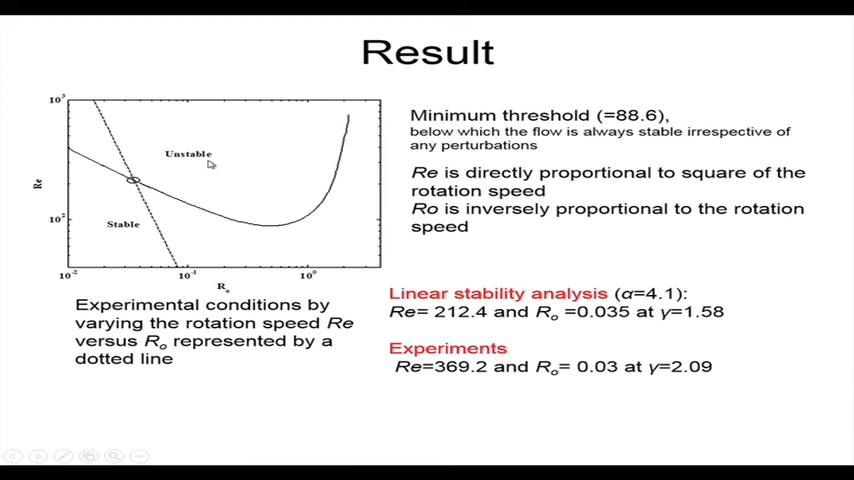 Result
10³
10²
Re
Unstable
Stable
10⁻²
10⁻¹
10⁰
Rₒ
Minimum threshold (=88.6),
below which the flow is always stable irrespective of
any perturbations
Re is directly proportional to square of the
rotation speed
Ro is inversely proportional to the rotation
speed
Experimental conditions by
varying the rotation speed Re
versus Rₒ represented by a
dotted line
Linear stability analysis (α=4.1):
Re= 212.4 and Rₒ =0.035 at γ=1.58
Experiments
Re=369.2 and Rₒ= 0.03 at γ=2.09